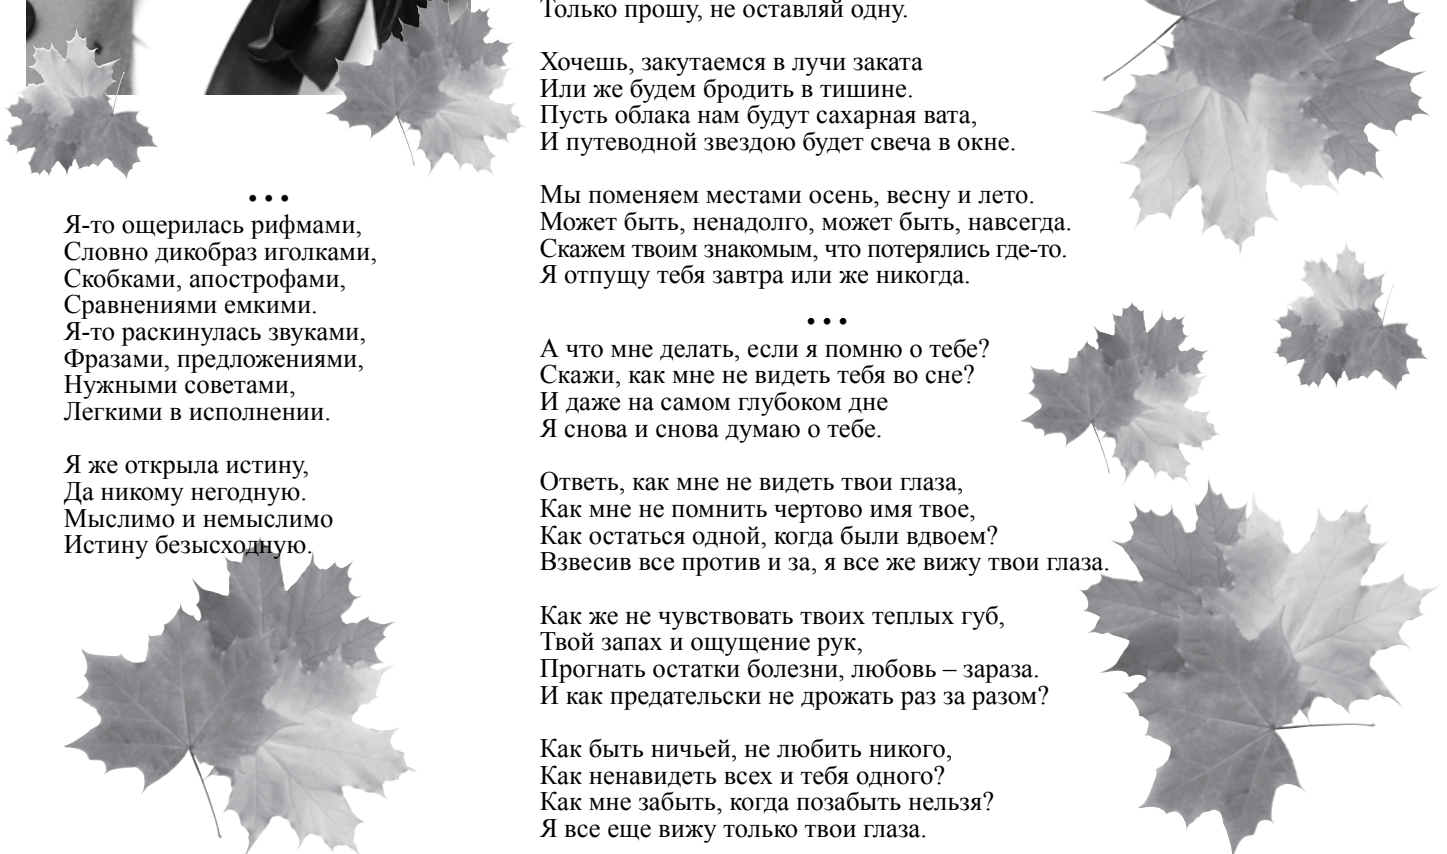 • • •
Я-то ощерилась рифмами,
Словно дикобраз иголками,
Скобками, апострофами,
Сравнениями емкими.
Я-то раскинулась звуками,
Фразами, предложениями,
Нужными советами,
Легкими в исполнении.
Я же открыла истину,
Да никому негодную.
Мыслимо и немыслимо
Истину безысходную.
Только прошу, не оставляй одну.
Хочешь, закутаемся в лучи заката
Или же будем бродить в тишине.
Пусть облака нам будут сахарная вата,
И путеводной звездою будет свеча в окне.
Мы поменяем местами осень, весну и лето.
Может быть, ненадолго, может быть, навсегда.
Скажем твоим знакомым, что потерялись где-то.
Я отпущу тебя завтра или же никогда.
• • •
А что мне делать, если я помню о тебе?
Скажи, как мне не видеть тебя во сне?
И даже на самом глубоком дне
Я снова и снова думаю о тебе.
Ответь, как мне не видеть твои глаза,
Как мне не помнить чертово имя твое,
Как остаться одной, когда были вдвоем?
Взвесив все против и за, я все же вижу твои глаза.
Как же не чувствовать твоих теплых губ,
Твой запах и ощущение рук,
Прогнать остатки болезни, любовь – зараза.
И как предательски не дрожать раз за разом?
Как быть ничьей, не любить никого,
Как ненавидеть всех и тебя одного?
Как мне забыть, когда позабыть нельзя?
Я все еще вижу только твои глаза.